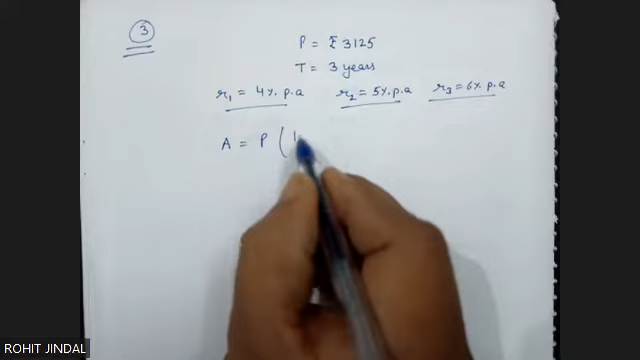 3
P = ₹ 3125
T = 3 years
r₁ = 4%. p.a r₂ = 5%. p.a r₃ = 6% p.a
A = P ( 1
ROHIT JINDAL